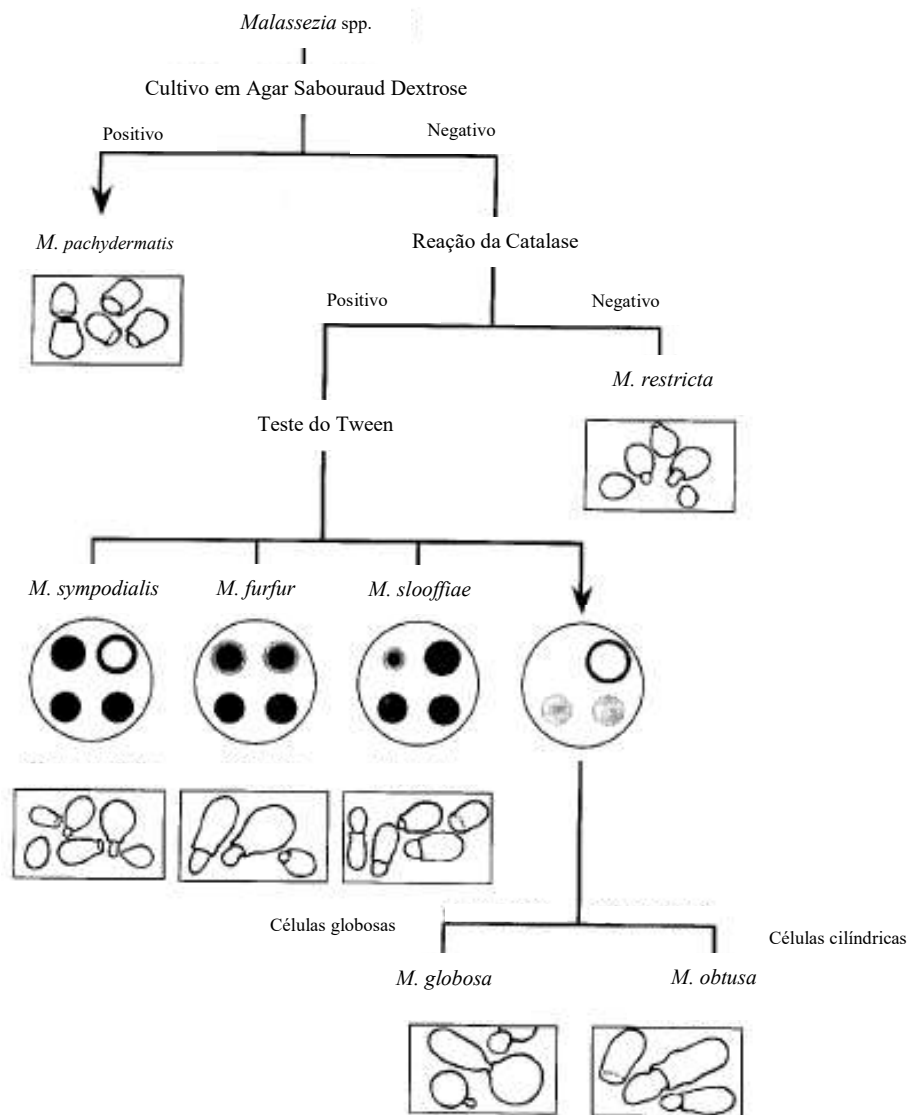 Malassezia spp.
Cultivo em Agar Sabouraud Dextrose
Positivo
Negativo
M. pachydermatis
Reação da Catalase
Positivo
Negativo
M. restricta
Teste do Tween
M. sympodialis
M. furfur
M. slooffiae
Células globosas
Células cilíndricas
M. globosa
M. obtusa